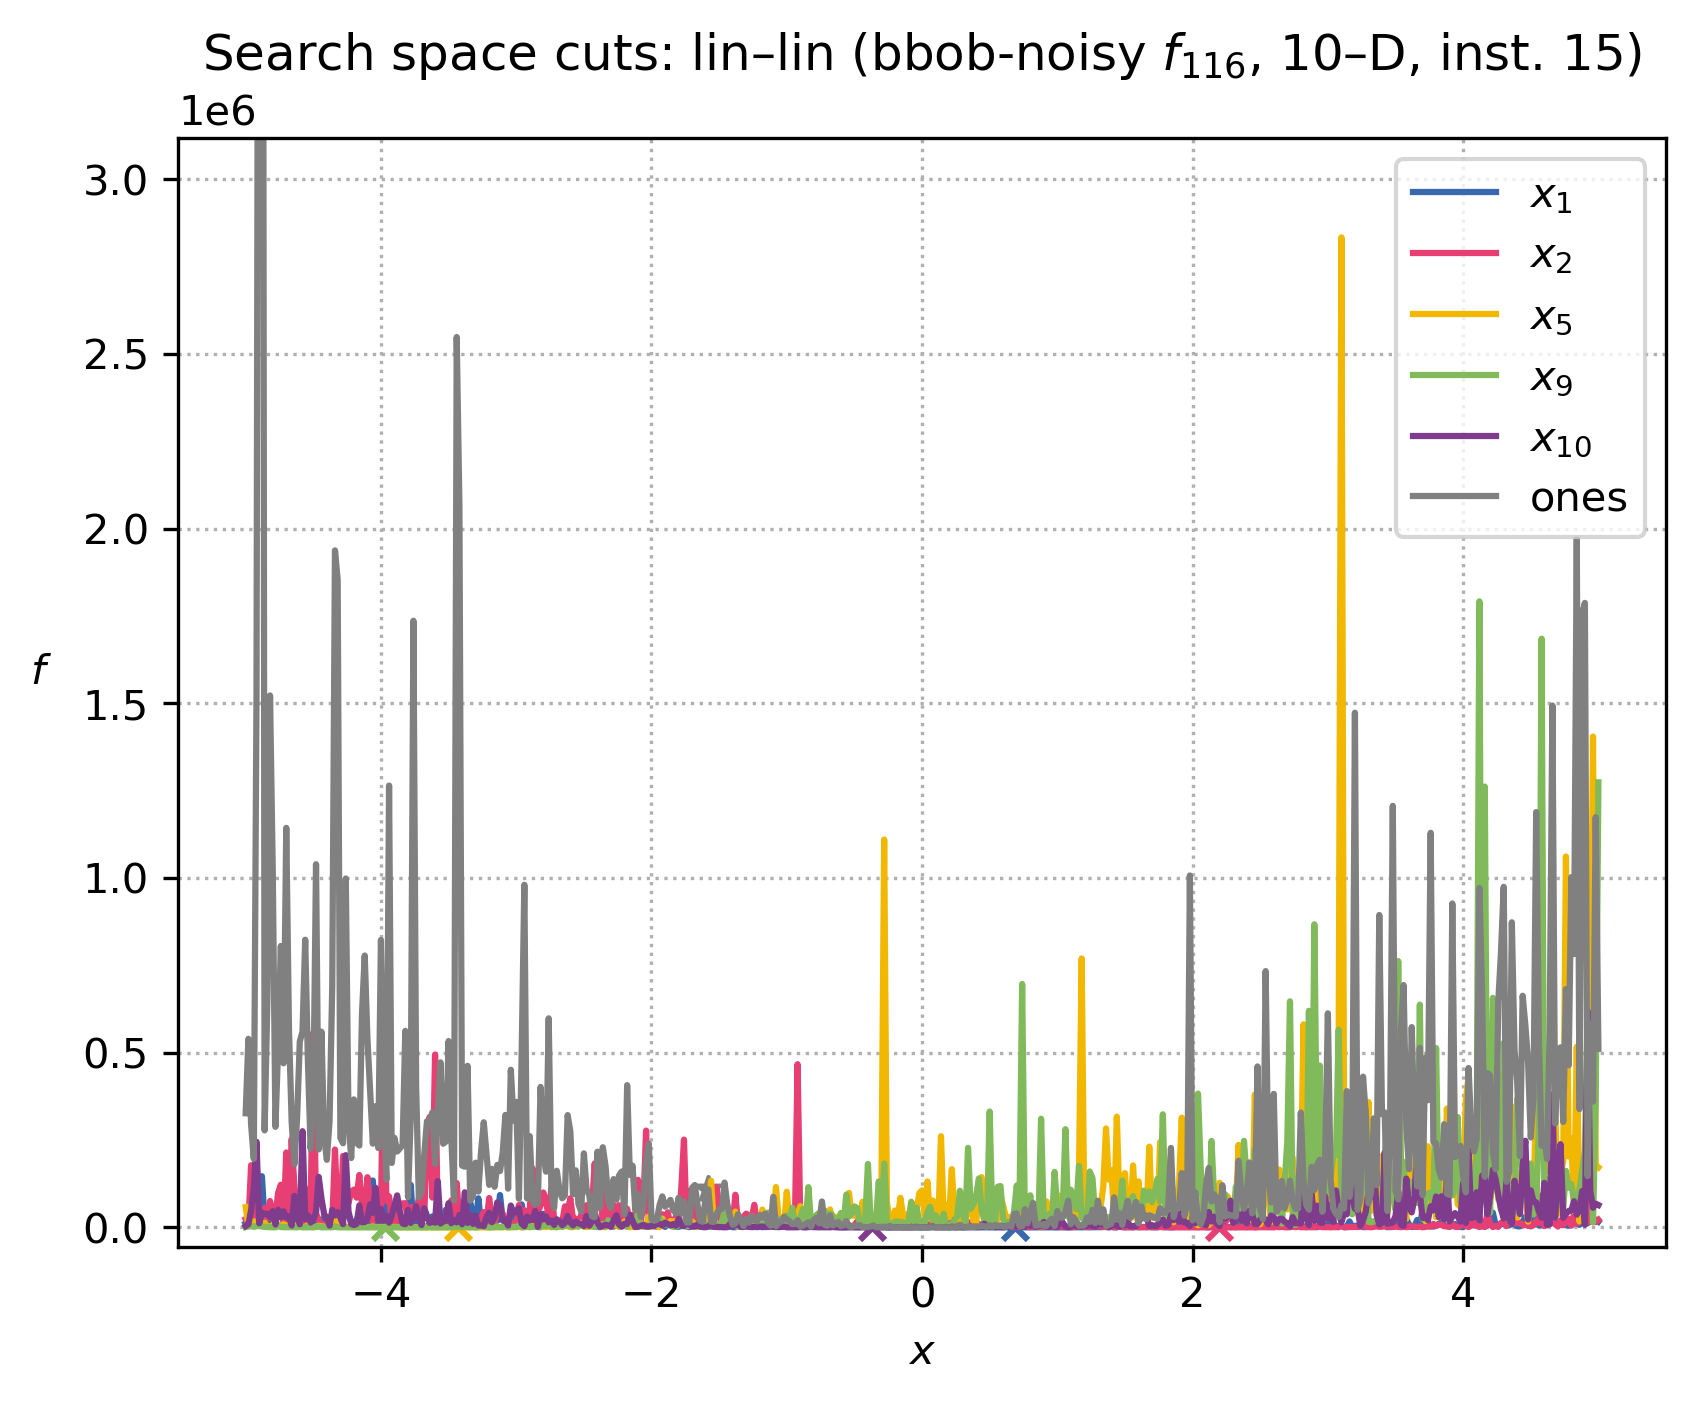 Search space cuts: lin–lin (bbob-noisy f₁₁₆, 10–D, inst. 15)
1e6
3.0
2.5
2.0
1.5
1.0
0.5
0.0
f
−4
−2
0
2
4
x
x₁
x₂
x₅
x₉
x₁₀
ones